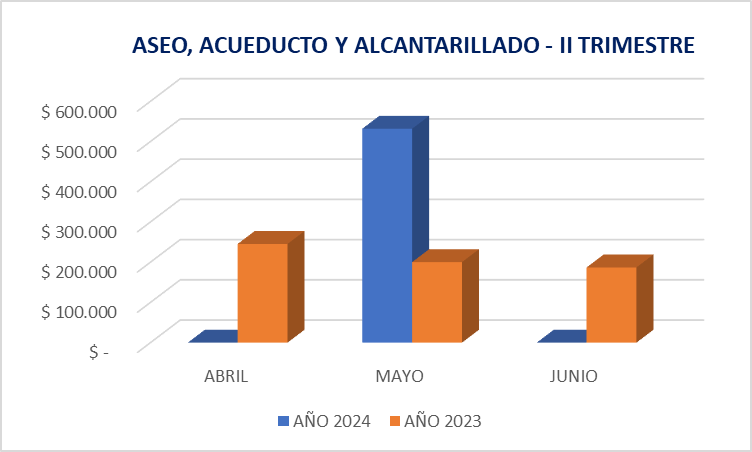 ASEO, ACUEDUCTO Y ALCANTARILLADO - II TRIMESTRE
$ 600.000
$ 500.000
$ 400.000
$ 300.000
$ 200.000
$ 100.000
$ -
ABRIL MAYO JUNIO
AÑO 2024 AÑO 2023